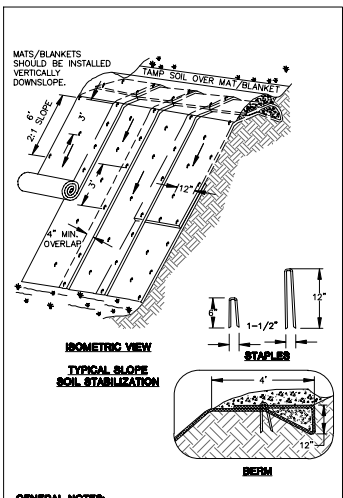 MATS/BLANKETS
SHOULD BE INSTALLED
VERTICALLY
DOWNSLOPE.
TAMP SOIL OVER MAT/BLANKET
6'
2:1 SLOPE
3'
3'
12"
4" MIN.
OVERLAP
6"
1-1/2"
12"
ISOMETRIC VIEW
STAPLES
TYPICAL SLOPE
SOIL STABILIZATION
4'
12"
BERM
GENERAL NOTES: